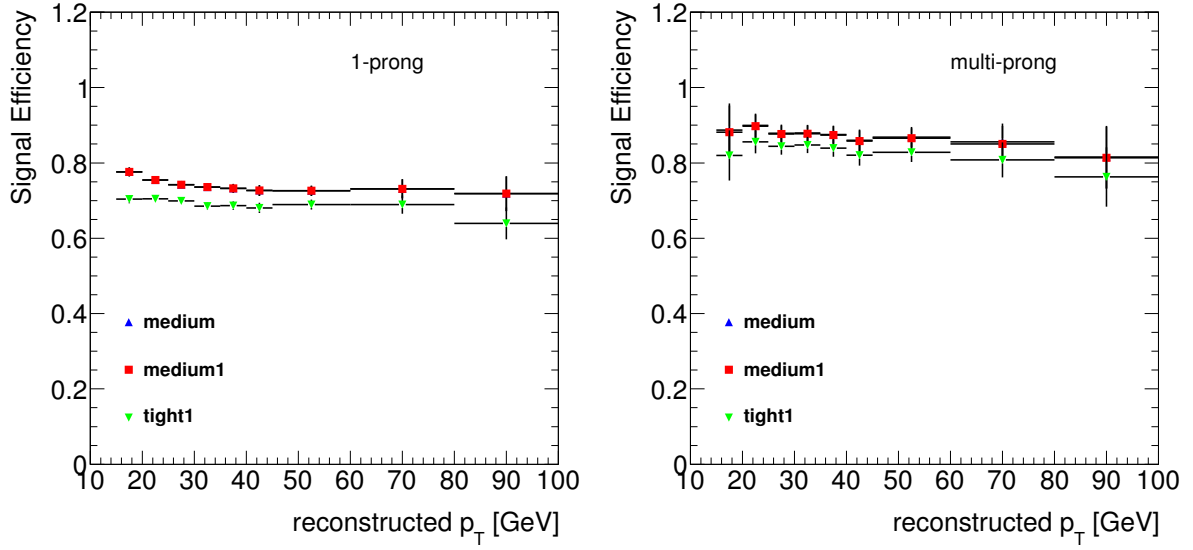 Signal Efficiency
1.2
1
0.8
0.6
0.4
0.2
0
1-prong
medium
medium1
tight1
10 20 30 40 50 60 70 80 90 100
reconstructed p_T [GeV]
Signal Efficiency
1.2
1
0.8
0.6
0.4
0.2
0
multi-prong
medium
medium1
tight1
10 20 30 40 50 60 70 80 90 100
reconstructed p_T [GeV]